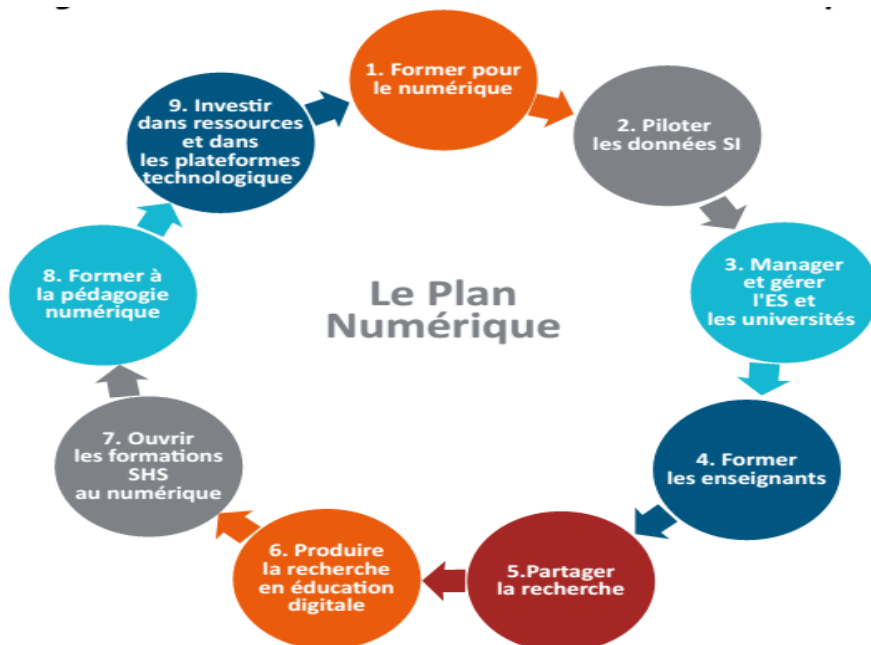 1. Former pour
le numérique
2. Piloter
les données SI
3. Manager
et gérer
l'ES et
les universités
4. Former
les enseignants
5.Partager
la recherche
6. Produire
la recherche
en éducation
digitale
7. Ouvrir
les formations
SHS
au numérique
8. Former à
la pédagogie
numérique
9. Investir
dans ressources
et dans
les plateformes
technologique
Le Plan
Numérique